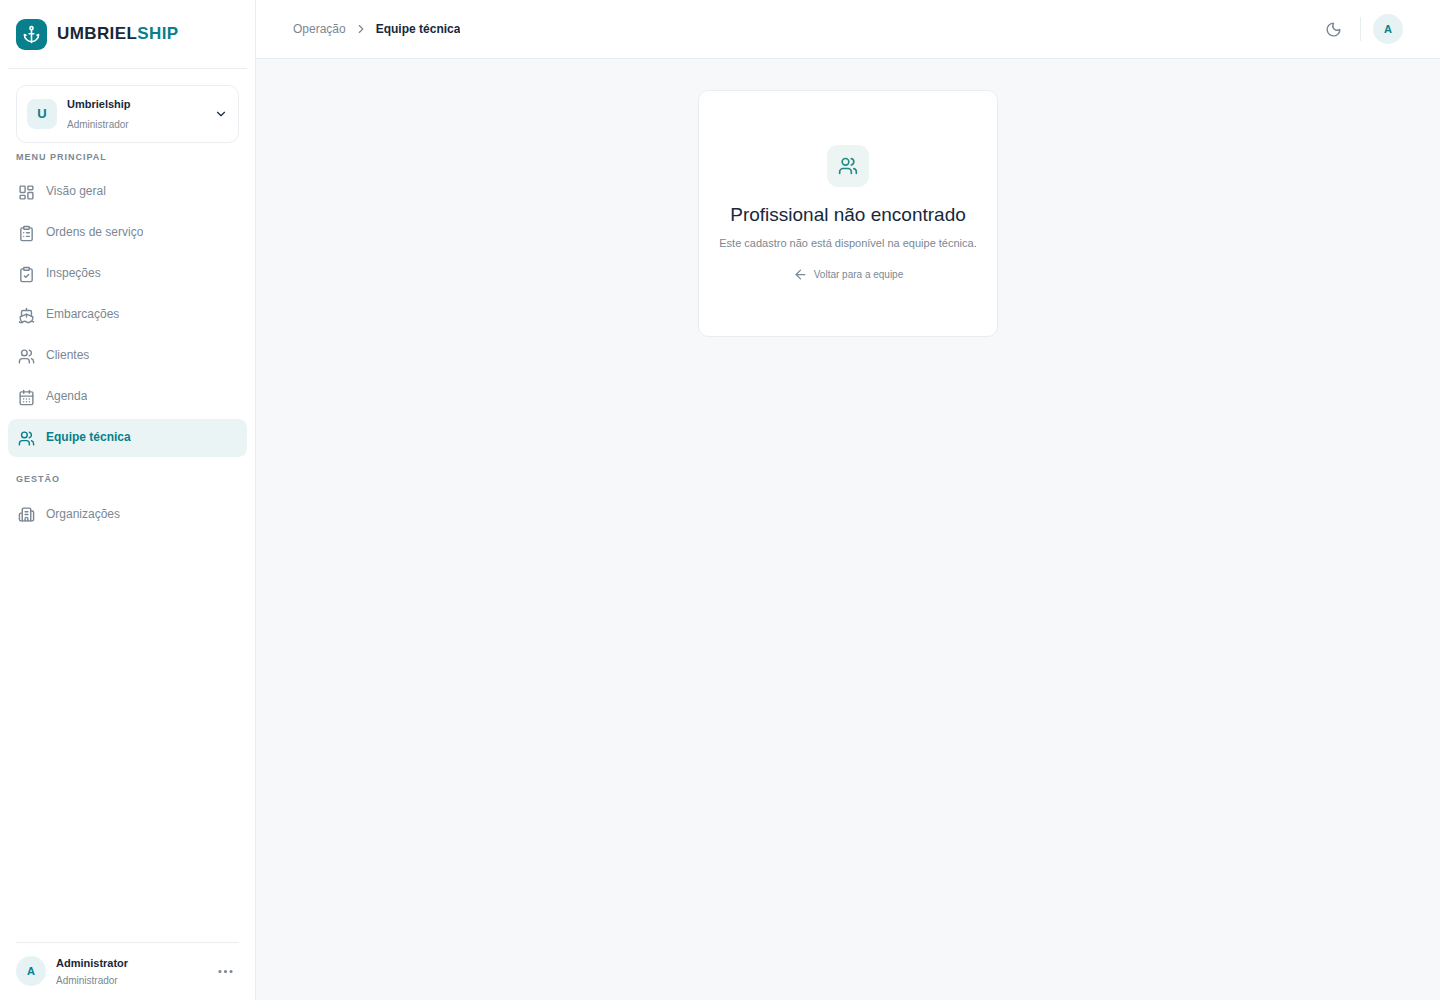 UMBRIELSHIP
U
Umbrielship
Administrador
MENU PRINCIPAL
Visão geral
Ordens de serviço
Inspeções
Embarcações
Clientes
Agenda
Equipe técnica
GESTÃO
Organizações
A
Administrator
Administrador
Operação
Equipe técnica
A
Profissional não encontrado
Este cadastro não está disponível na equipe técnica.
Voltar para a equipe